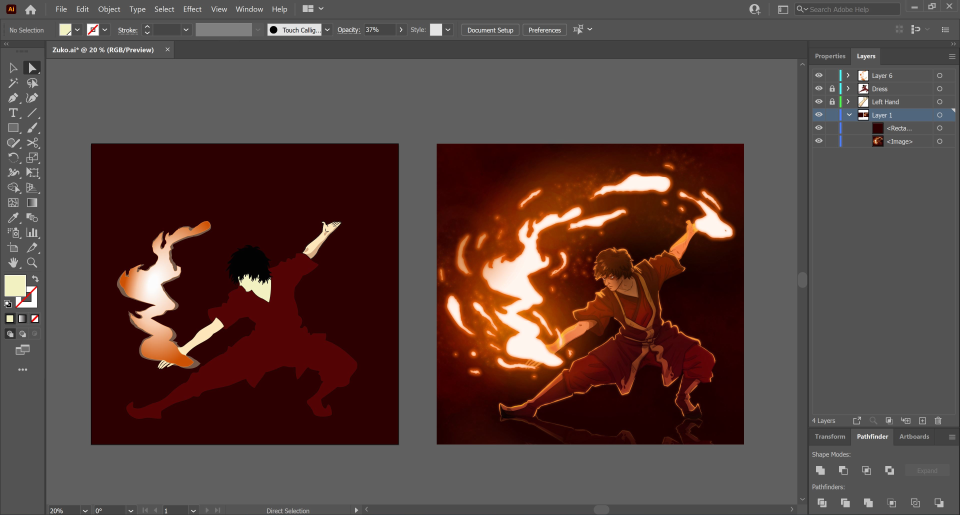 Ai File Edit Object Type Select Effect View Window Help Search Adobe Help
No Selection Stroke: Touch Callig... Opacity: 37% Style: Document Setup Preferences
Zuko.ai* @ 20 % (RGB/Preview)
Properties Layers
Layer 6
Dress
Left Hand
Layer 1
<Recta...
<Image>
4 Layers
Transform Pathfinder Artboards
Shape Modes:
Expand
Pathfinders:
20% 0° 1 Direct Selection